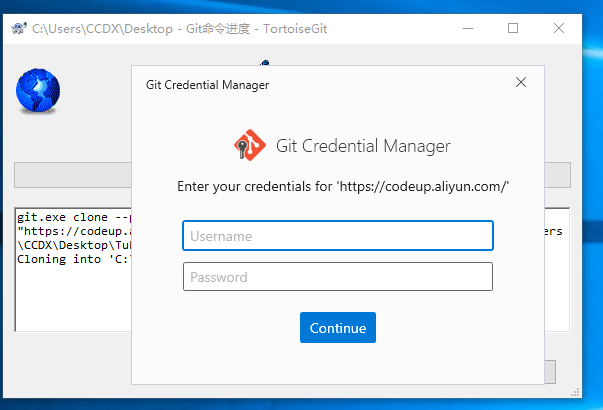 C:\Users\CCDX\Desktop - Git命令进度 - TortoiseGit
Git Credential Manager
Git Credential Manager
Enter your credentials for 'https://codeup.aliyun.com/'
Username
Password
Continue
git.exe clone --p
"https://codeup.a
ers
\CCDX\Desktop\Tu
Cloning into 'C: